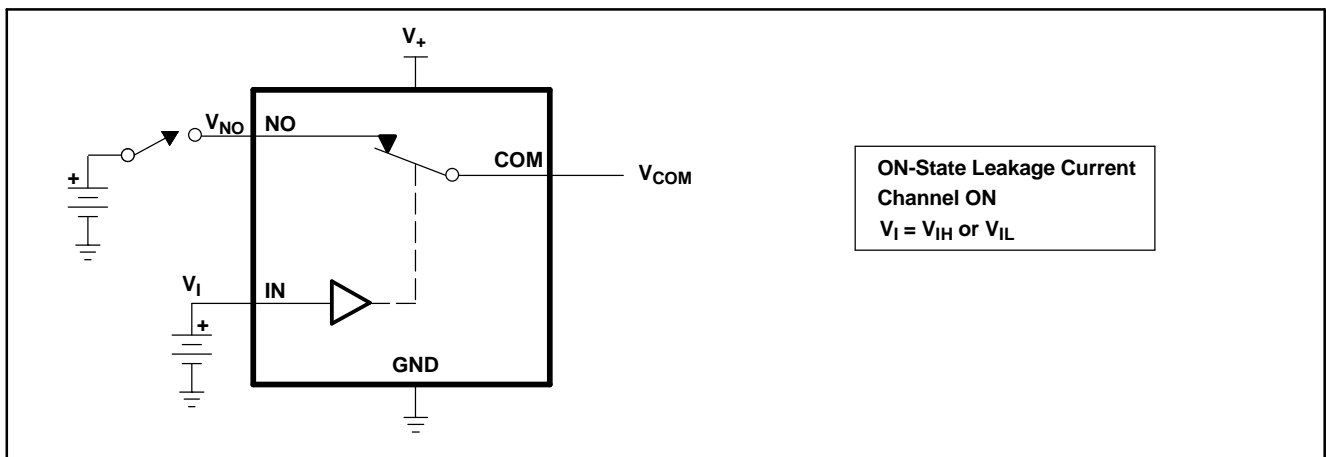 V+
VNO NO
COM
VCOM
+
VI IN
+
GND
ON-State Leakage Current
Channel ON
VI = VIH or VIL